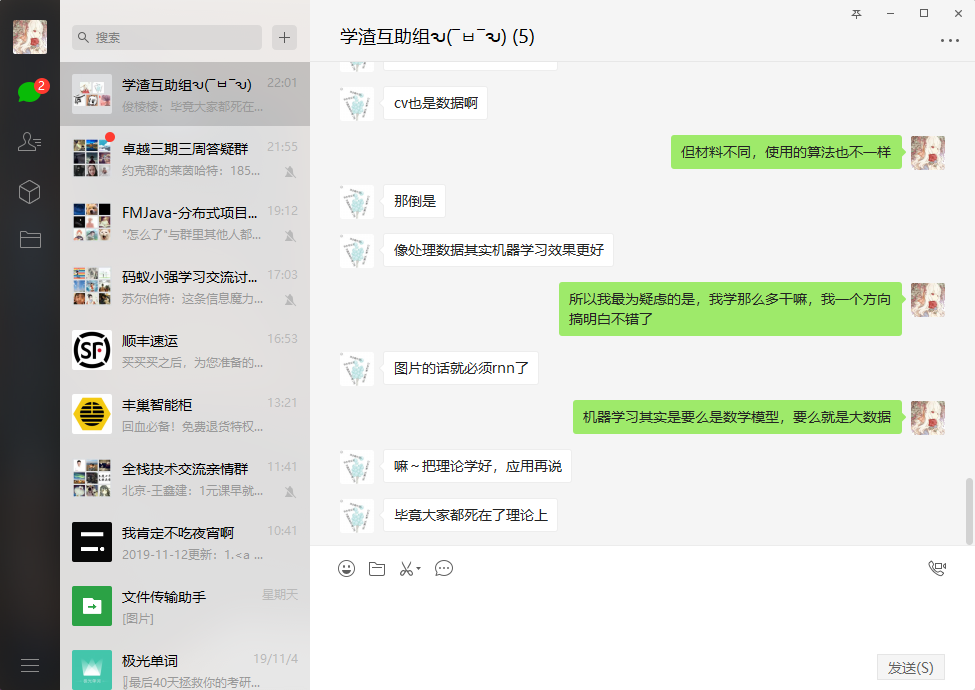 搜索
2
学渣互助组ԅ(¯ㅂ¯ԅ)
22:01
俊棱棱：毕竟大家都死在...
卓越三期三周答疑群
21:55
约克郡的莱茵哈特：185...
FMJava-分布式项目...
19:12
"怎么了"与群里其他人都...
码蚁小强学习交流讨...
17:03
苏尔伯特：这条信息魔力...
顺丰速运
16:53
买买买之后，为您准备的...
SF
丰巢智能柜
13:21
回血必备！免费退货特权...
全栈技术交流亲情群
11:41
北京-王鑫建：1元课早就...
我肯定不吃夜宵啊
10:41
2019-11-12更新：1.<a ...
文件传输助手
星期天
[图片]
极光单词
19/11/4
最后40天拯救你的考研...
学渣互助组ԅ(¯ㅂ¯ԅ) (5)
cv也是数据啊
但材料不同，使用的算法也不一样
那倒是
像处理数据其实机器学习效果更好
所以我最为疑虑的是，我学那么多干嘛，我一个方向
搞明白不错了
图片的话就必须rnn了
机器学习其实是要么是数学模型，要么就是大数据
嘛～把理论学好，应用再说
毕竟大家都死在了理论上
发送(S)